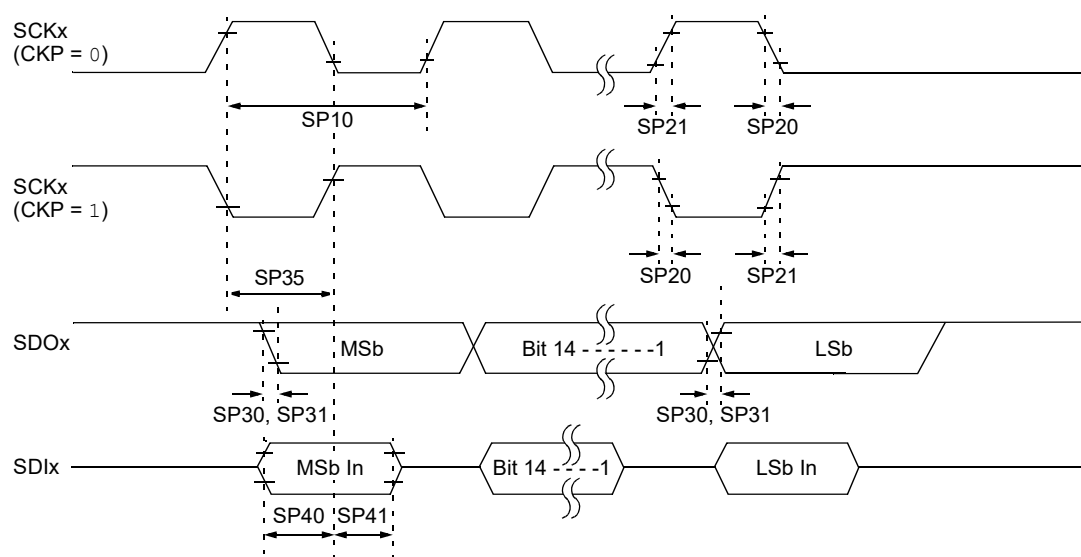 SCKx
(CKP = 0)
SP10
SP21
SP20
SCKx
(CKP = 1)
SP20
SP21
SP35
SDOx
MSb
Bit 14 - - - - - -1
LSb
SP30, SP31
SP30, SP31
SDIx
MSb In
Bit 14 - - - - -1
LSb In
SP40
SP41